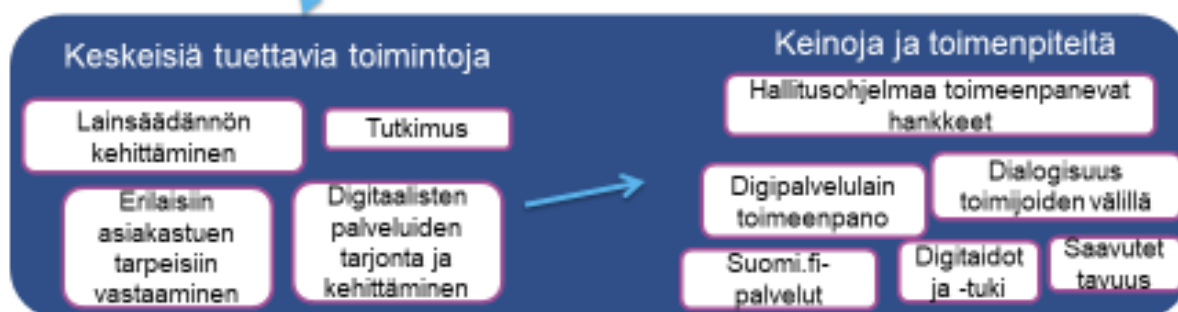 Keskeisiä tuettavia toimintoja
Lainsäädännön
kehittäminen
Tutkimus
Erilaisiin
asiakastuen
tarpeisiin
vastaaminen
Digitaalisten
palveluiden
tarjonta ja
kehittäminen
Keinoja ja toimenpiteitä
Hallitusohjelmaa toimeenpanevat
hankkeet
Digipalvelulain
toimeenpano
Dialogisuus
toimijoiden välillä
Suomi.fi-
palvelut
Digitaidot
ja -tuki
Saavutet
tavuus